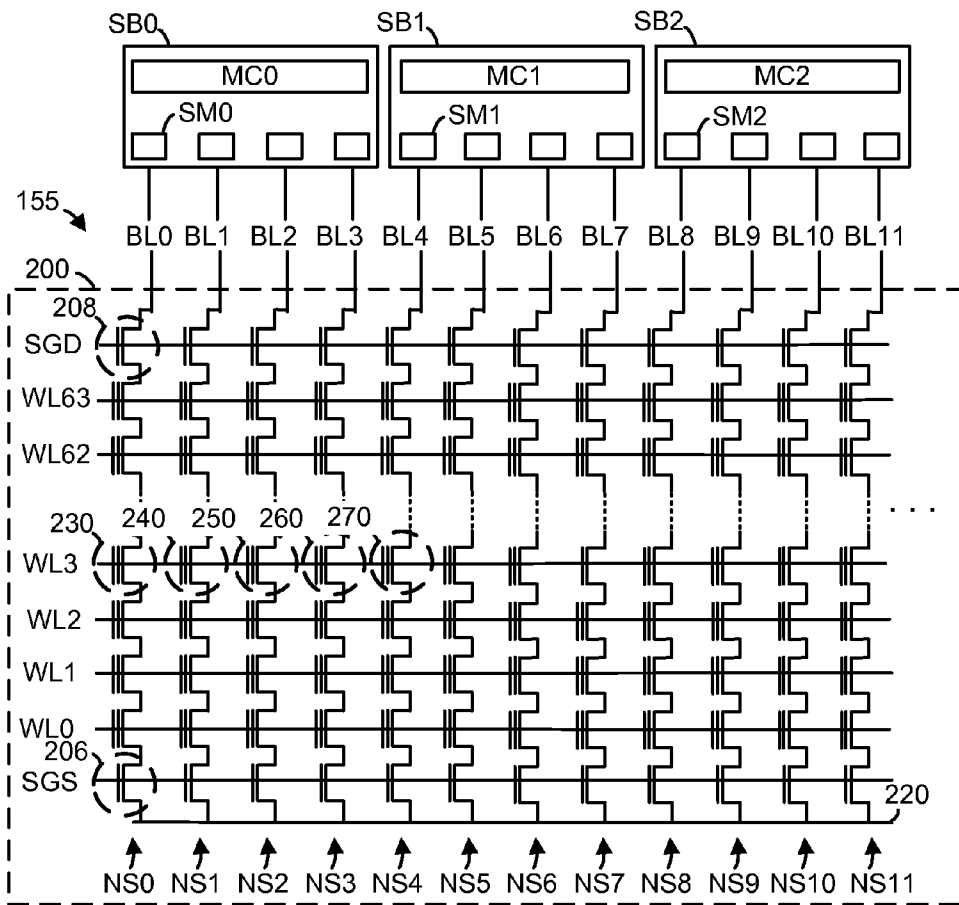 SB0 SB1 SB2
MC0 MC1 MC2
SM0 SM1 SM2
155
BL0 BL1 BL2 BL3 BL4 BL5 BL6 BL7 BL8 BL9 BL10 BL11
200
208
SGD
WL63
WL62
230 240 250 260 270
. . .
WL3
WL2
WL1
WL0
206
SGS
220
NS0 NS1 NS2 NS3 NS4 NS5 NS6 NS7 NS8 NS9 NS10 NS11